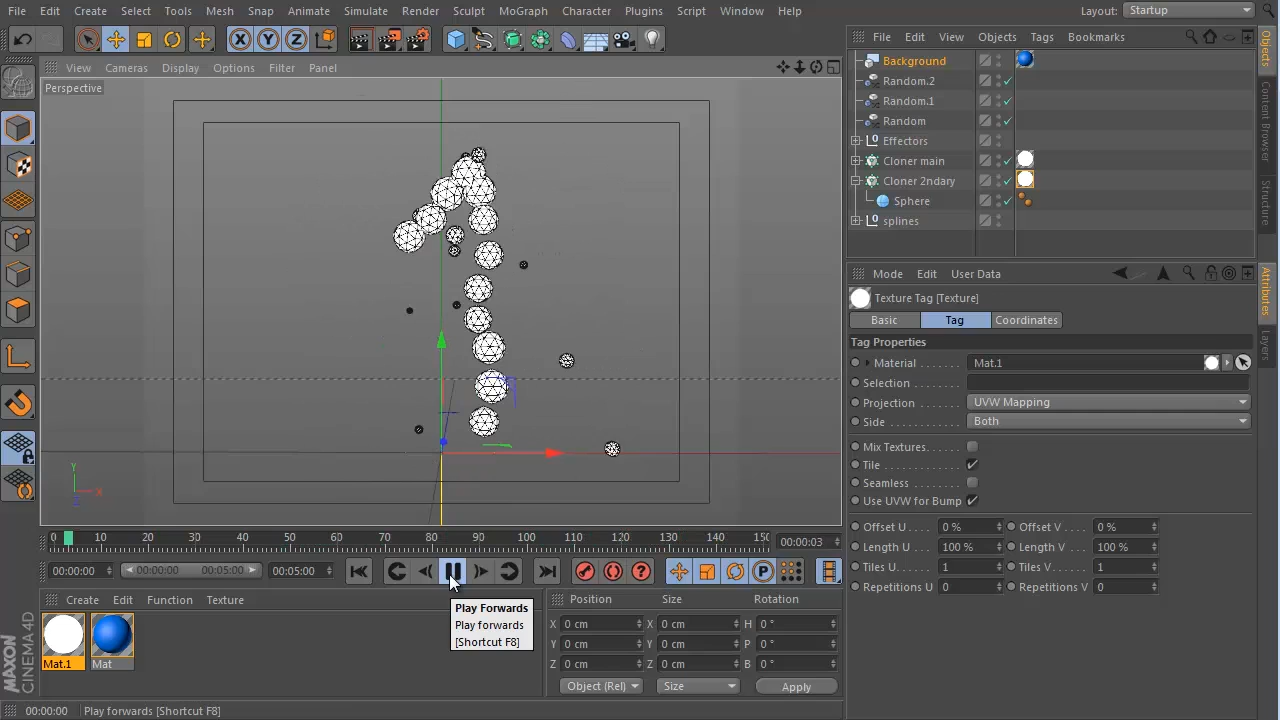 File Edit Create Select Tools Mesh Snap Animate Simulate Render Sculpt MoGraph Character Plugins Script Window Help Layout: Startup
X Y Z
View Cameras Display Options Filter Panel
Perspective
Y
X
0 10 20 30 40 50 60 70 80 90 100 110 120 130 140 150 00:00:03
00:00:00 00:00:00 00:05:00 00:05:00
Create Edit Function Texture
Mat.1 Mat
Play Forwards
Play forwards
[Shortcut F8]
Position Size Rotation
X 0 cm X 0 cm H 0 °
Y 0 cm Y 0 cm P 0 °
Z 0 cm Z 0 cm B 0 °
Object (Rel) Size Apply
MAXON
CINEMA 4D
00:00:00 Play forwards [Shortcut F8]
File Edit View Objects Tags Bookmarks
Background
Random.2
Random.1
Random
Effectors
Cloner main
Cloner 2ndary
Sphere
splines
Mode Edit User Data
Texture Tag [Texture]
Basic Tag Coordinates
Tag Properties
Material . . . . . . . Mat.1
Selection . . . . . . .
Projection . . . . . . UVW Mapping
Side . . . . . . . . . . Both
Mix Textures. . . .
Tile . . . . . . . . . . .
Seamless . . . . . .
Use UVW for Bump
Offset U . . . . 0 % Offset V . . . . 0 %
Length U . . . 100 % Length V . . . 100 %
Tiles U. . . . . . 1 Tiles V . . . . . 1
Repetitions U 0 Repetitions V 0
Objects
Content Browser
Structure
Attributes
Layers